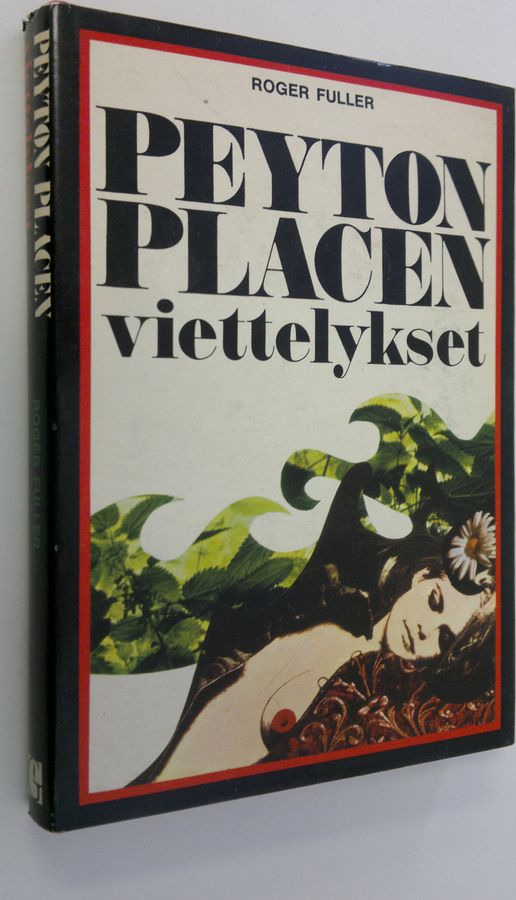 ROGER FULLER
PEYTON
PLACEN
viettelykset
PEYTON PLACEN
ROGER FULLER